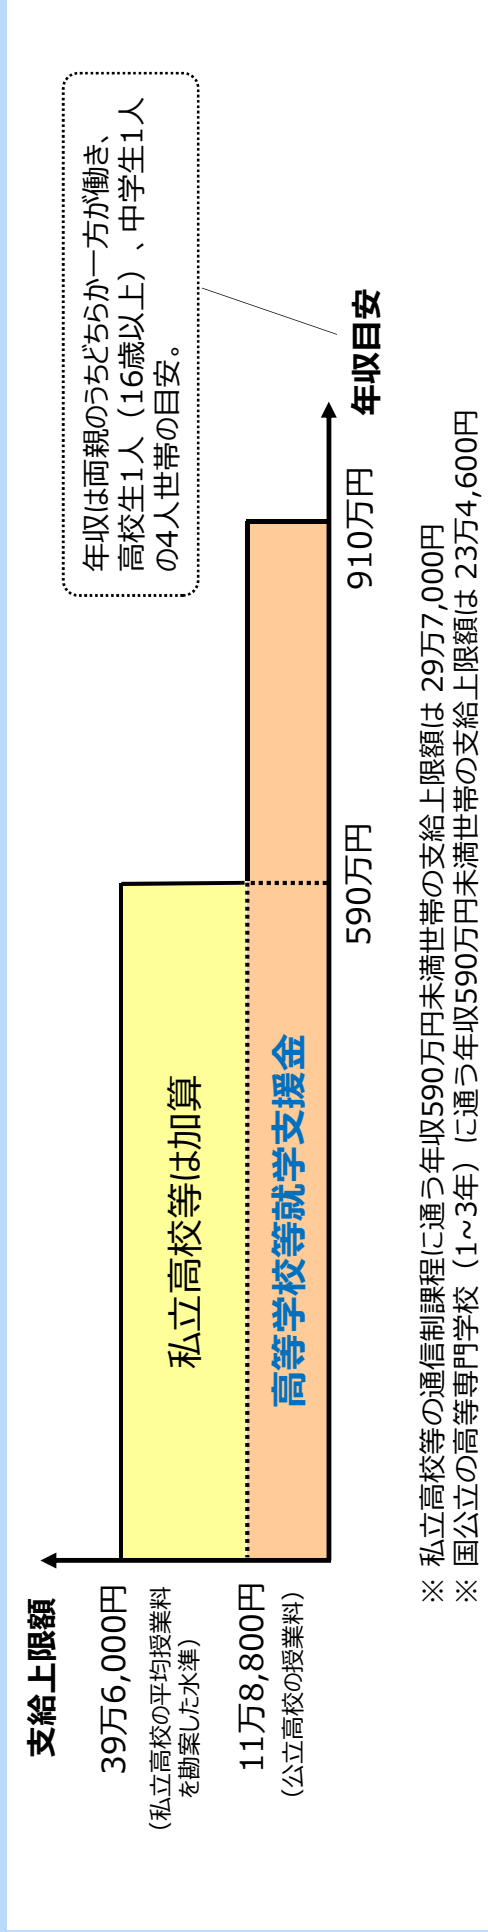 年収は両親のうちどちらか一方が働き、
高校生1人（16歳以上）、中学生1人
の4人世帯の目安。
支給上限額
39万6,000円
（私立高校の平均授業料
を勘案した水準）
私立高校等は加算
11万8,800円
（公立高校の授業料）
高等学校等就学支援金
590万円
910万円
年収目安
※ 私立高校等の通信制課程に通う年収590万円未満世帯の支給上限額は 29万7,000円
※ 国公立の高等専門学校（1~3年）に通う年収590万円未満世帯の支給上限額は 23万4,600円